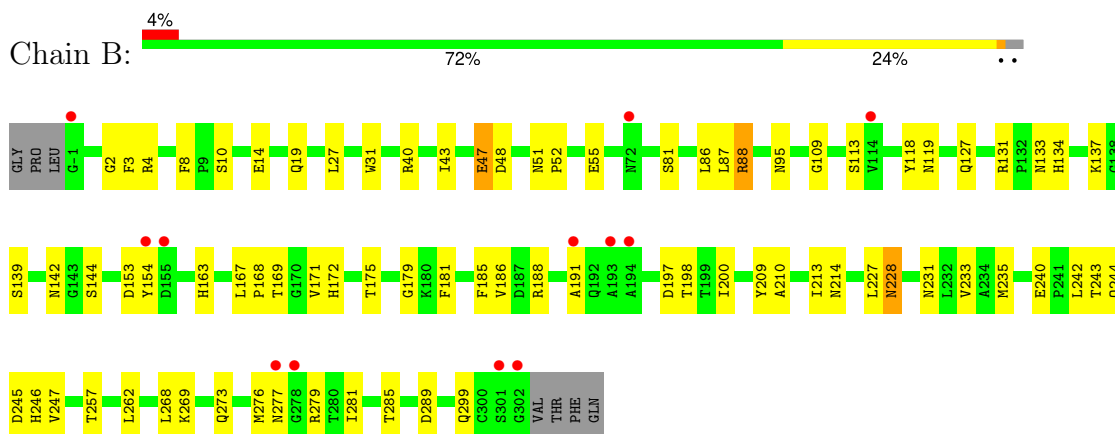 4%
Chain B:
72% 24% • •
GLY PRO LEU G-1 G2 F3 R4 F8 P9 S10 E14 Q19 L27 W31 R40 I43 E47 D48 N51 P52 E55 N72 S81 L86 L87 R88 N95 G109 S113 V114 Y118 N119 Q127 R131 P132 N133 H134 K137 G138
S139 N142 G143 S144 D153 Y154 D155 H163 L167 P168 T169 G170 V171 H172 T175 G179 K180 F181 F185 V186 D187 R188 A191 Q192 A193 A194 D197 T198 T199 I200 Y209 A210 I213 N214 L227 N228 N231 L232 V233 A234 M235 E240 P241 L242 T243
D245 H246 V247 T257 L262 L268 K269 Q273 M276 N277 G278 R279 T280 I281 T285 D289 Q299 C300 S301 G302 VAL THR PHE GLN